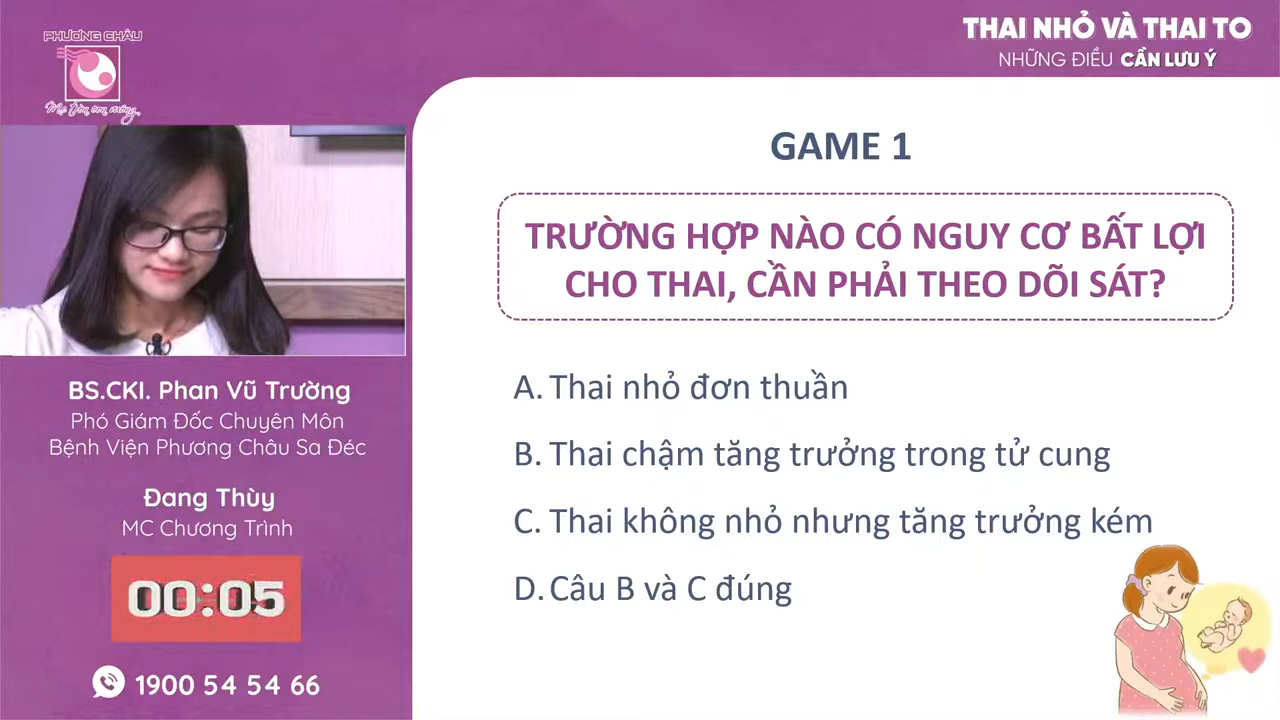 PHƯƠNG CHÂU
Mẹ tròn con vuông
THAI NHỎ VÀ THAI TO
NHỮNG ĐIỀU CẦN LƯU Ý
GAME 1
TRƯỜNG HỢP NÀO CÓ NGUY CƠ BẤT LỢI
CHO THAI, CẦN PHẢI THEO DÕI SÁT?
A. Thai nhỏ đơn thuần
B. Thai chậm tăng trưởng trong tử cung
C. Thai không nhỏ nhưng tăng trưởng kém
D. Câu B và C đúng
BS.CKI. Phan Vũ Trường
Phó Giám Đốc Chuyên Môn
Bệnh Viện Phương Châu Sa Đéc
Đang Thùy
MC Chương Trình
00:05
1900 54 54 66